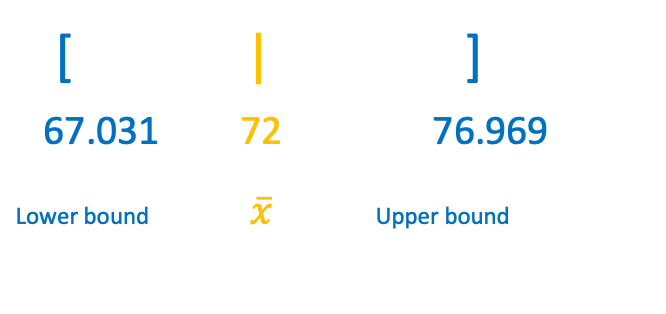 [ | ]
67.031 72 76.969
Lower bound x̅ Upper bound